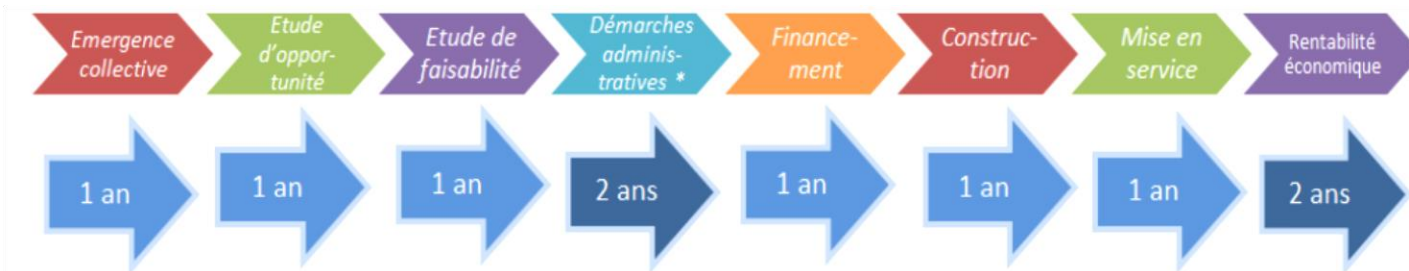 Emergence
collective
Etude
d'oppor-
tunité
Etude de
faisabilité
Démarches
adminis-
tratives *
Finance-
ment
Construc-
tion
Mise en
service
Rentabilité
économique
1 an
1 an
1 an
2 ans
1 an
1 an
1 an
2 ans